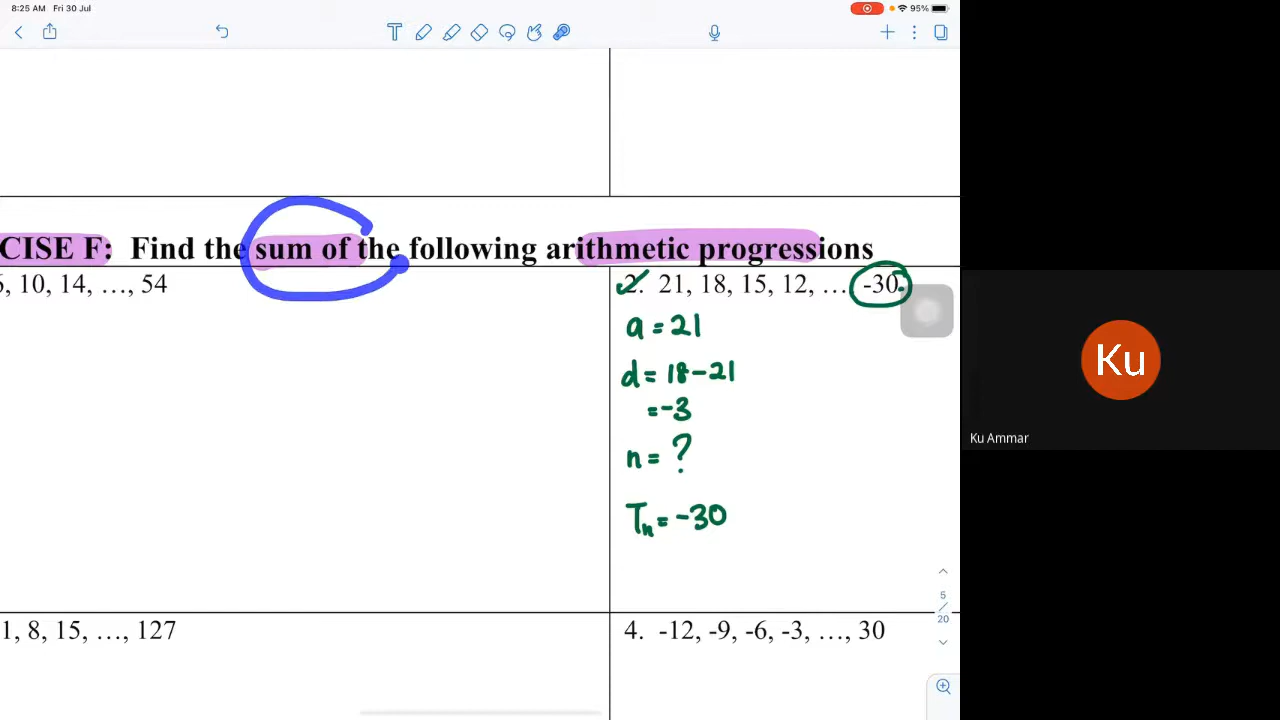 8:25 AM Fri 30 Jul
95%
CISE F: Find the sum of the following arithmetic progressions
6, 10, 14, …, 54
2. 21, 18, 15, 12, … -30.
a = 21
d = 18 - 21
= -3
n = ?
Tn = -30
5
/
20
1, 8, 15, …, 127
4. -12, -9, -6, -3, …, 30
Ku
Ku Ammar